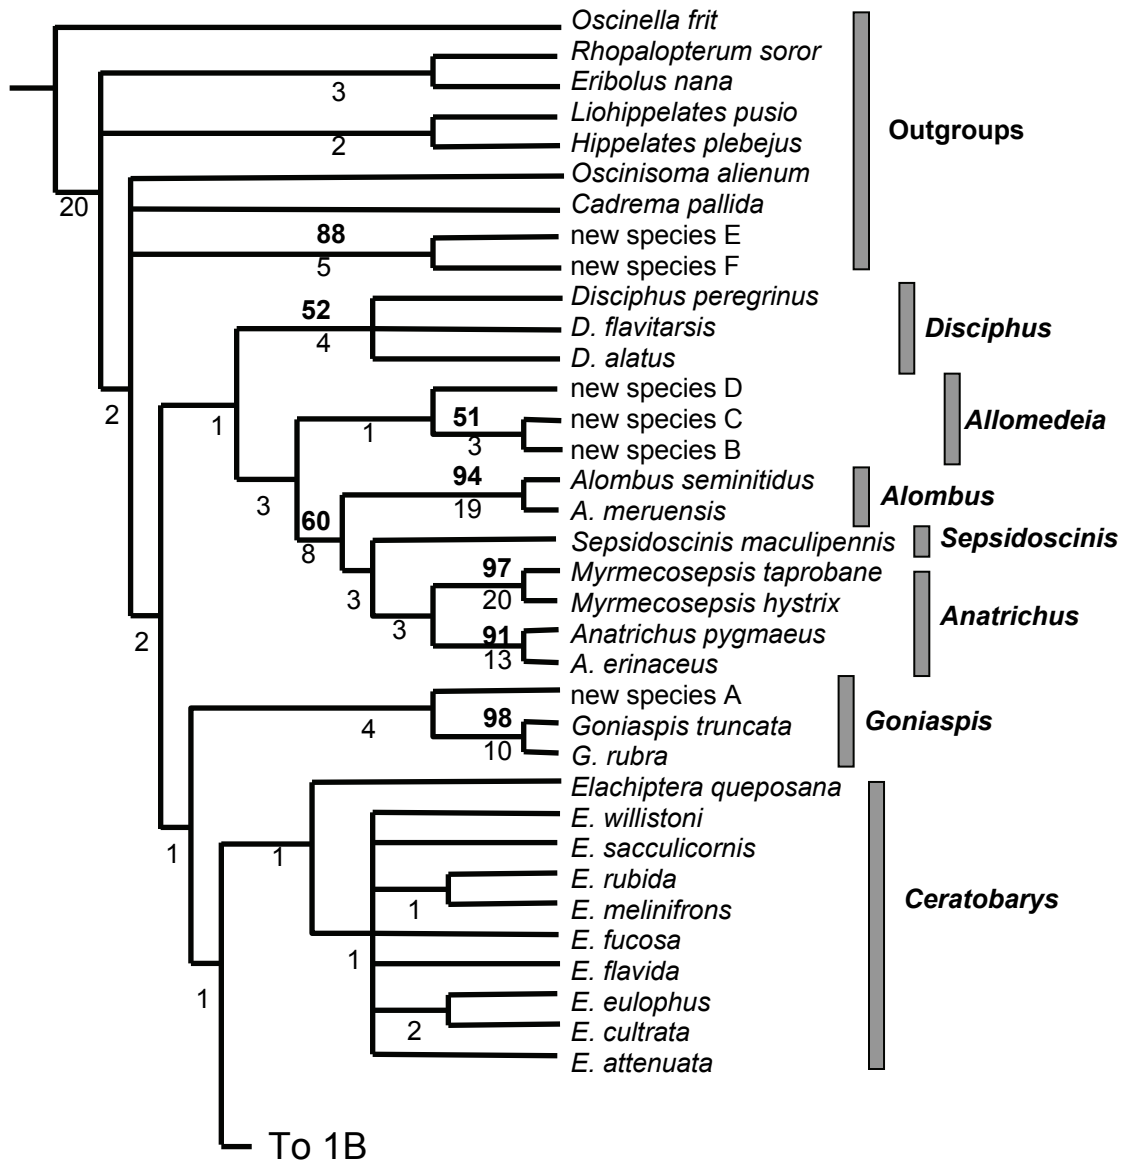 Oscinella frit
Rhopalopterum soror
Eribolus nana
3
Liohippelates pusio
Outgroups
Hippelates plebejus
2
Oscinisoma alienum
20
Cadrema pallida
88
new species E
5
new species F
Disciphus peregrinus
52
D. flavitarsis
Disciphus
4
D. alatus
new species D
2
1
1
51
new species C
Allomedeia
3
new species B
94
Alombus seminitidus
Alombus
19
A. meruensis
3
60
8
Sepsidoscinis maculipennis
Sepsidoscinis
97
Myrmecosepsis taprobane
20
Myrmecosepsis hystrix
Anatrichus
3
3
2
91
Anatrichus pygmaeus
13
A. erinaceus
new species A
4
98
Goniaspis truncata
Goniaspis
10
G. rubra
Elachiptera queposana
E. willistoni
1
1
E. sacculicornis
E. rubida
1
E. melinifrons
Ceratobarys
E. fucosa
1
E. flavida
1
E. eulophus
2
E. cultrata
E. attenuata
To 1B